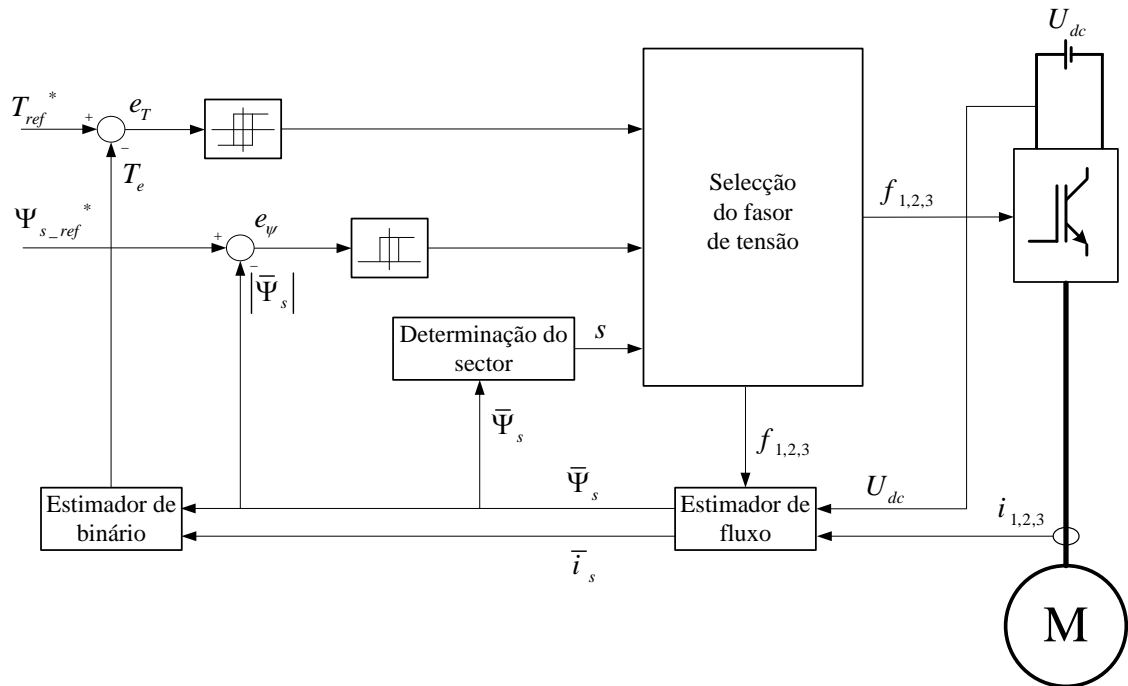 U_dc
T_ref^*
+
e_T
−
T_e
Selecção
do fasor
de tensão
f_1,2,3
Ψ_s_ref^*
+
e_ψ
−
|Ψ̅_s|
Determinação do
sector
s
Ψ̅_s
f_1,2,3
Ψ̅_s
U_dc
Estimador de
binário
Estimador de
fluxo
i_1,2,3
i̅_s
M